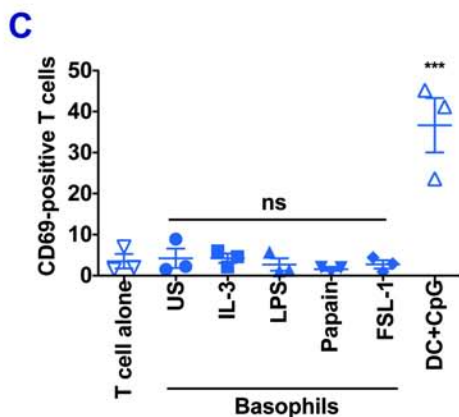 C
CD69-positive T cells
50
40
30
20
10
0
***
ns
T cell alone
US
IL-3
LPS
Papain
FSL-1
DC+CpG
Basophils